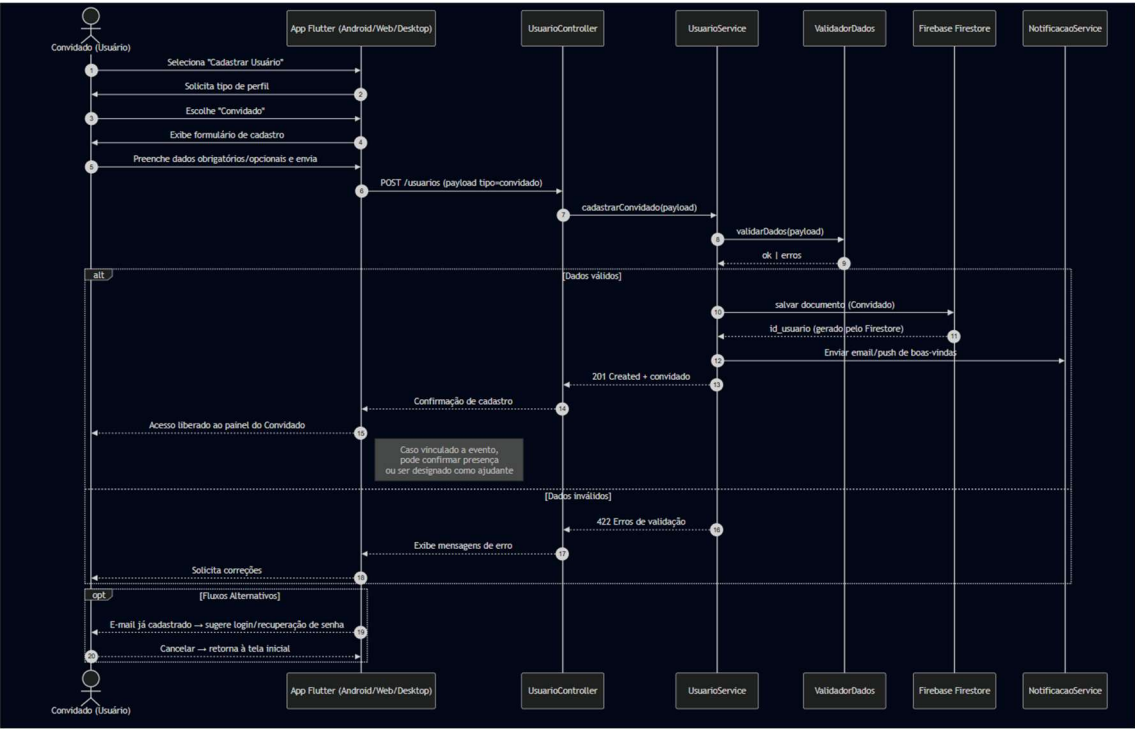 Convidado (Usuário)
App Flutter (Android/Web/Desktop)
UsuarioController
UsuarioService
ValidadorDados
Firebase Firestore
NotificacaoService
1
Seleciona "Cadastrar Usuário"
Solicita tipo de perfil
2
3
Escolhe "Convidado"
Exibe formulário de cadastro
4
5
Preenche dados obrigatórios/opcionais e envia
6
POST /usuarios (payload tipo=convidado)
7
cadastrarConvidado(payload)
8
validarDados(payload)
ok | erros
9
alt
[Dados válidos]
10
salvar documento (Convidado)
id_usuario (gerado pelo Firestore)
11
12
Enviar email/push de boas-vindas
201 Created + convidado
13
Confirmação de cadastro
14
Acesso liberado ao painel do Convidado
15
Caso vinculado a evento,
pode confirmar presença
ou ser designado como ajudante
[Dados inválidos]
422 Erros de validação
16
Exibe mensagens de erro
17
Solicita correções
18
opt
[Fluxos Alternativos]
E-mail já cadastrado → sugere login/recuperação de senha
19
20
Cancelar → retorna à tela inicial
Convidado (Usuário)
App Flutter (Android/Web/Desktop)
UsuarioController
UsuarioService
ValidadorDados
Firebase Firestore
NotificacaoService